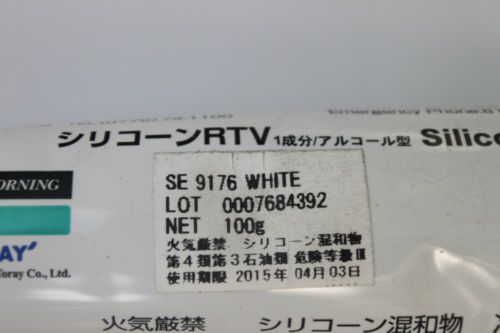 Emergency Phone:
シリコーンRTV 1成分/アルコール型 Silico
ORNING
SE 9176 WHITE
LOT 0007684392
NET 100g
火気厳禁 シリコーン混和物
第4類第3石油類 危険等級Ⅲ
使用期限 2015年 04月03日
AY'
Toray Co., Ltd.
火気厳禁 シリコーン混和物